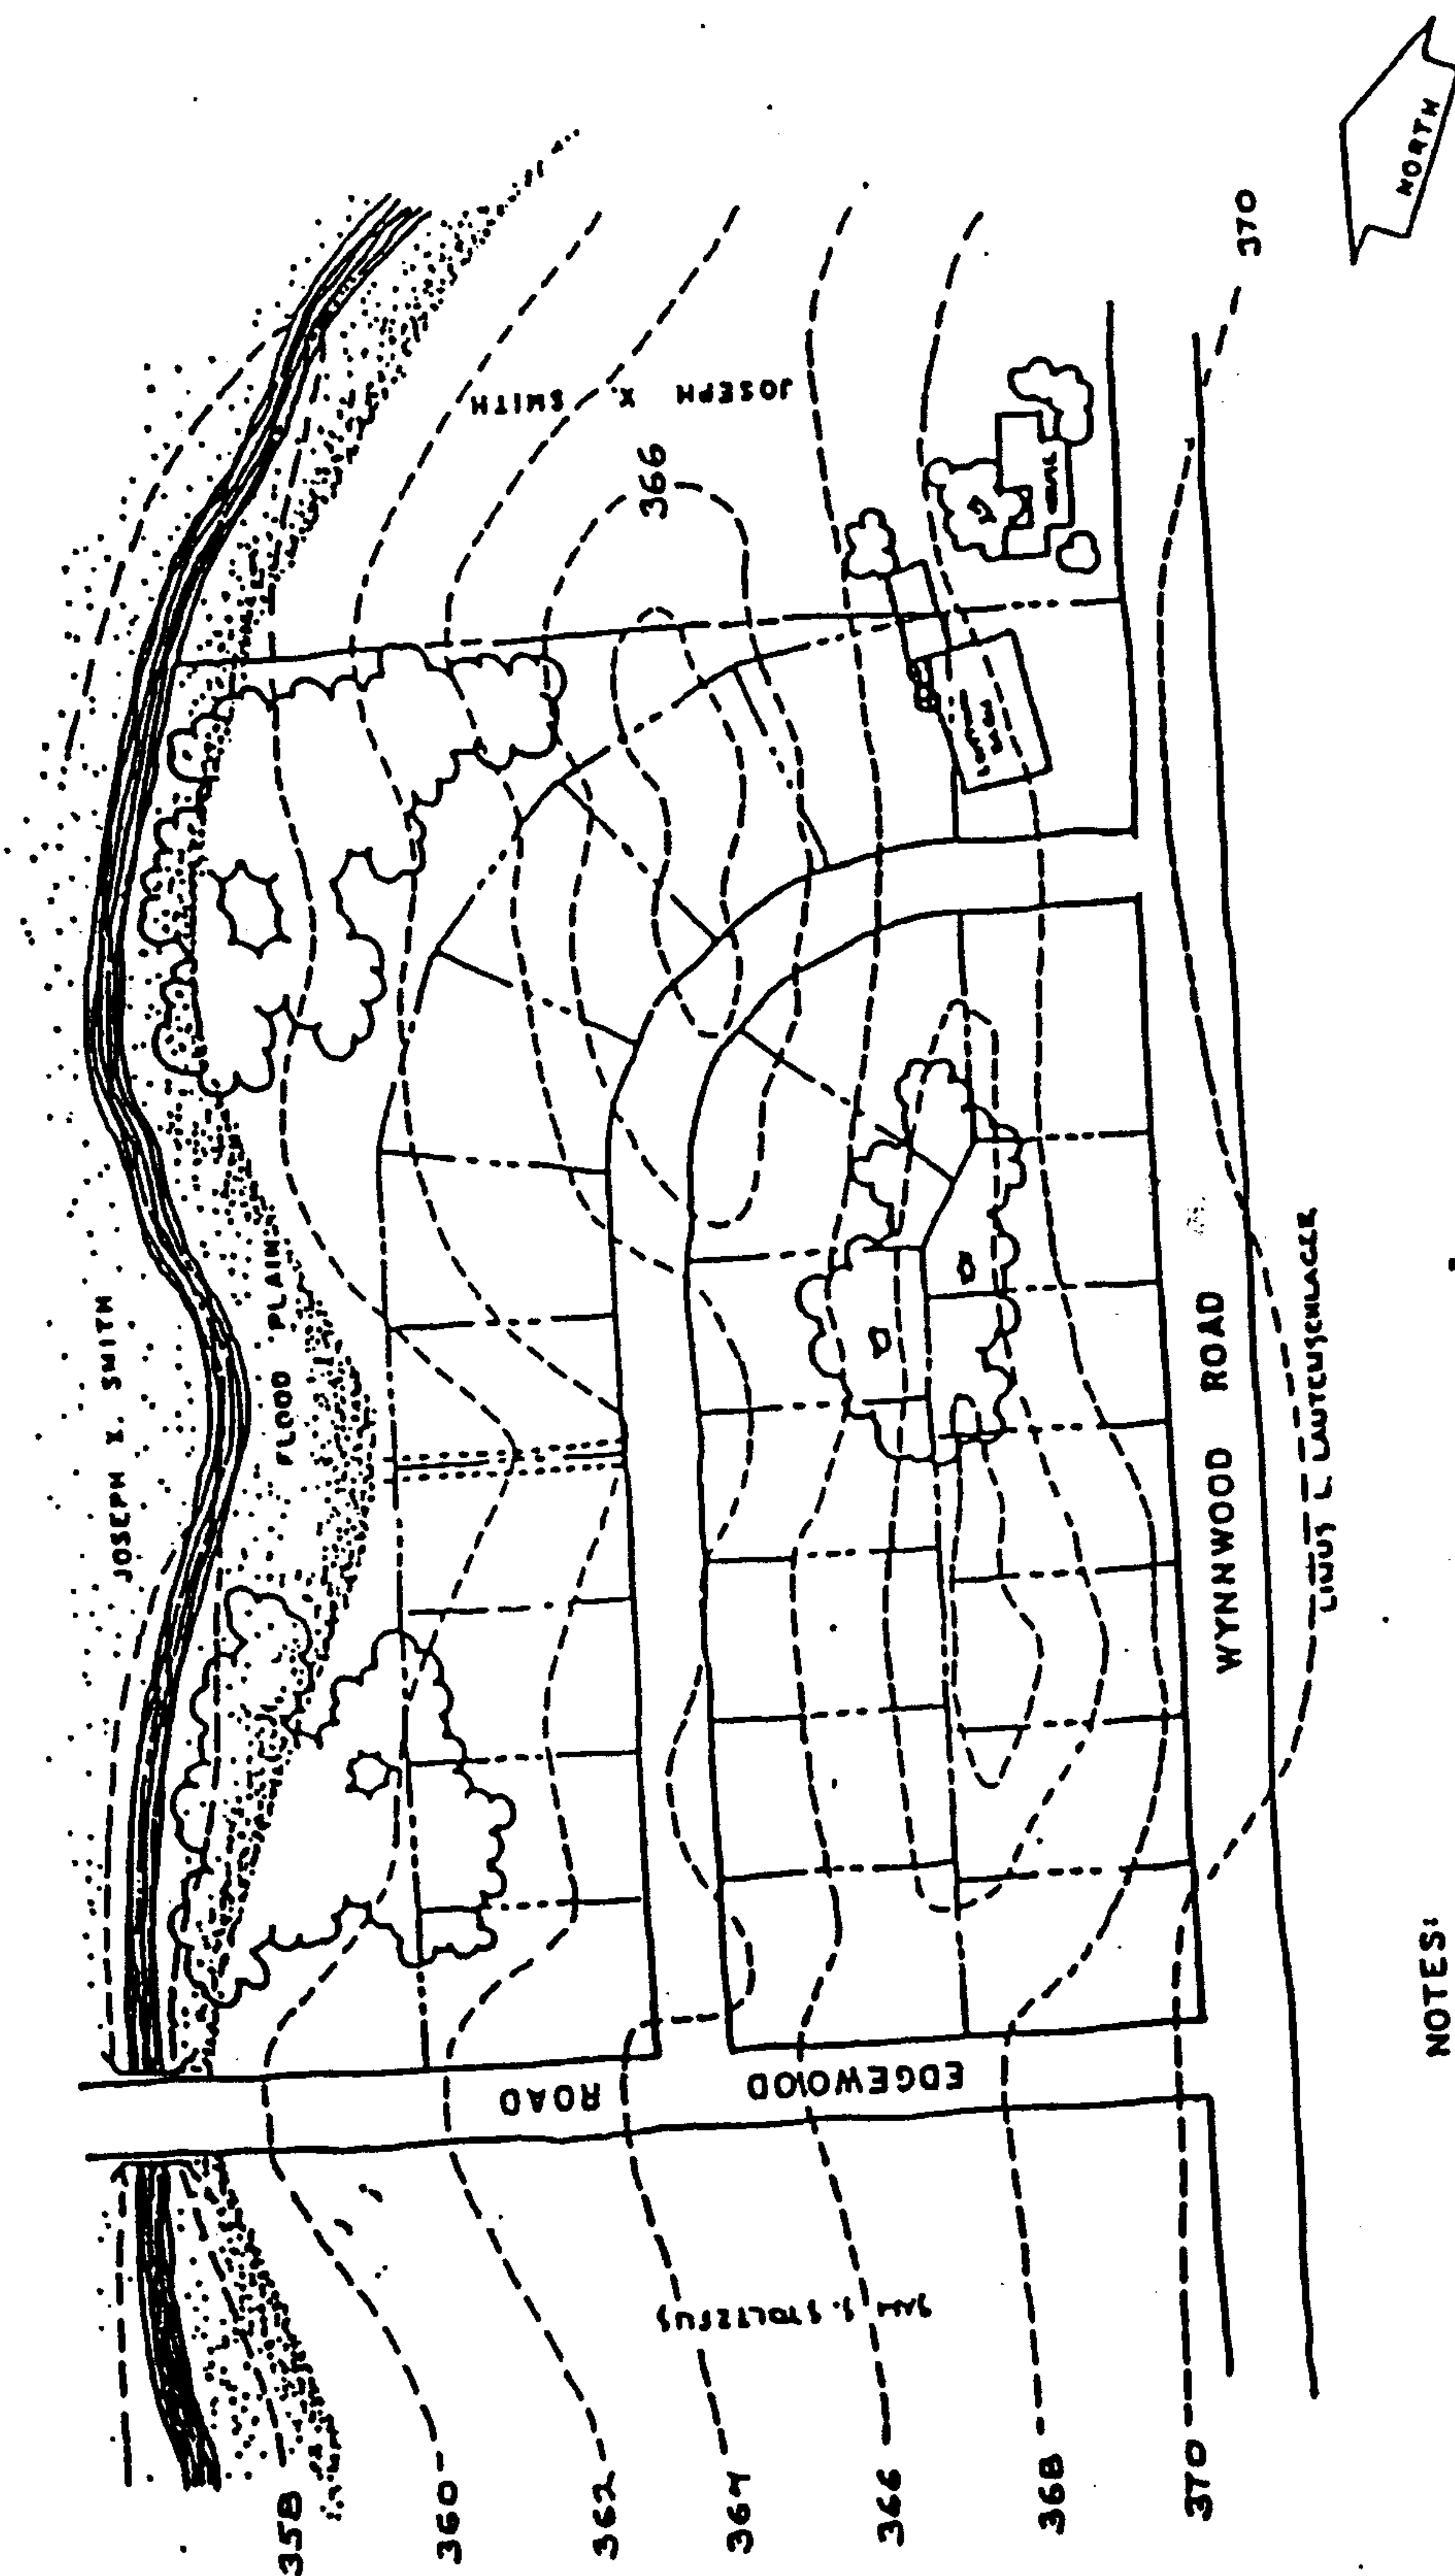 JOSEPH X. SMITH
FLOOD PLAIN
JOSEPH X. SMITH
366
370
NORTH
WYNNWOOD ROAD
LINUS L. LAUTENSCHLAGER
EDGEWOOD
ROAD
SAM S. STOLTZFUS
358
360
362
364
366
368
370
NOTES: